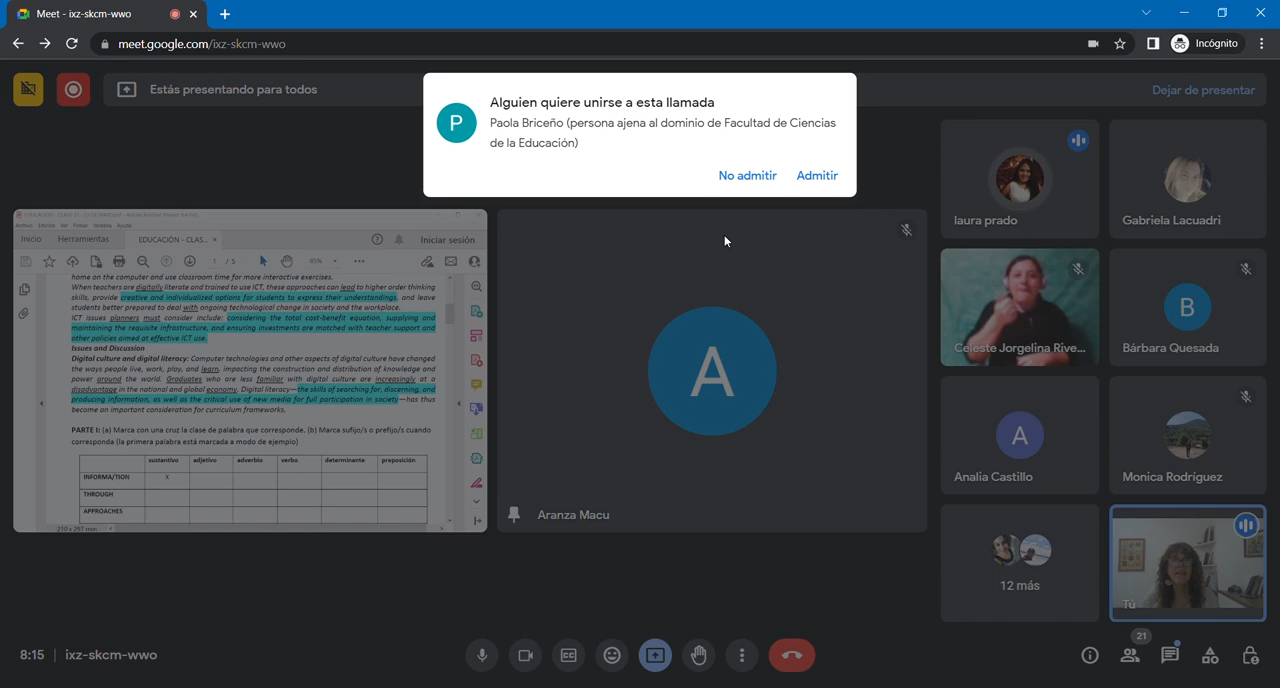 Meet - ixz-skcm-wwo
meet.google.com/ixz-skcm-wwo
Incógnito
Estás presentando para todos
Dejar de presentar
Alguien quiere unirse a esta llamada
P
Paola Briceño (persona ajena al dominio de Facultad de Ciencias
de la Educación)
No admitir Admitir
Inicio Herramientas EDUCACIÓN - CLAS... Iniciar sesión
1 / 5 85%
home on the computer and use classroom time for more interactive exercises.
When teachers are digitally literate and trained to use ICT, these approaches can lead to higher order thinking
skills, provide creative and individualized options for students to express their understandings, and leave
students better prepared to deal with ongoing technological change in society and the workplace.
ICT issues planners must consider include: considering the total cost-benefit equation, supplying and
maintaining the requisite infrastructure, and ensuring investments are matched with teacher support and
other policies aimed at effective ICT use.
Issues and Discussion
Digital culture and digital literacy: Computer technologies and other aspects of digital culture have changed
the ways people live, work, play, and learn, impacting the construction and distribution of knowledge and
power around the world. Graduates who are less familiar with digital culture are increasingly at a
disadvantage in the national and global economy. Digital literacy—the skills of searching for, discerning, and
producing information, as well as the critical use of new media for full participation in society—has thus
become an important consideration for curriculum frameworks.
PARTE I: (a) Marca con una cruz la clase de palabra que corresponde. (b) Marca sufijo/s o prefijo/s cuando
corresponda (la primera palabra está marcada a modo de ejemplo)
sustantivo adjetivo adverbio verbo determinante preposición
INFORMA/TION X
THROUGH
APPROACHES
210 x 297 mm
A
Aranza Macu
laura prado
Gabriela Lacuadri
Celeste Jorgelina Rive...
B
Bárbara Quesada
A
Analia Castillo
Monica Rodriguez
12 más
Tú
8:15 | ixz-skcm-wwo
21